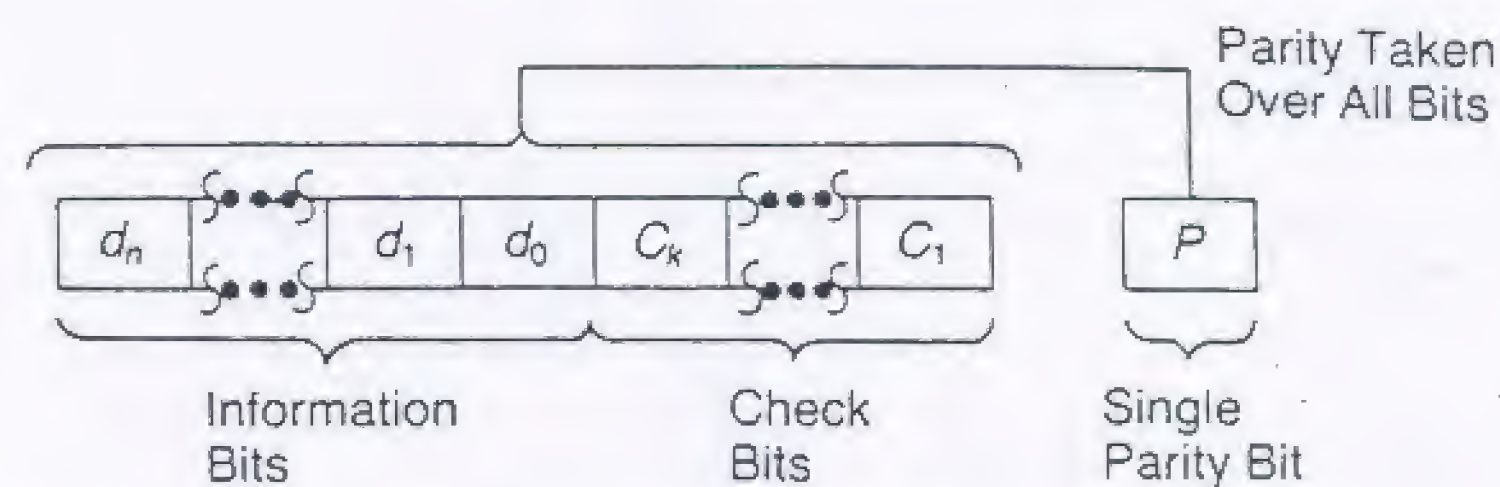 Parity Taken
Over All Bits
dₙ d₁ d₀ Cₖ C₁ P
Information
Bits
Check
Bits
Single
Parity Bit